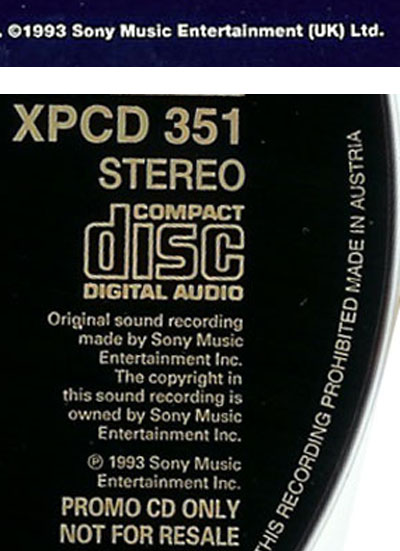 . ©1993 Sony Music Entertainment (UK) Ltd.
XPCD 351
STEREO
COMPACT
disc
DIGITAL AUDIO
Original sound recording
made by Sony Music
Entertainment Inc.
The copyright in
this sound recording is
owned by Sony Music
Entertainment Inc.
℗ 1993 Sony Music
Entertainment Inc.
PROMO CD ONLY
NOT FOR RESALE
THIS RECORDING PROHIBITED MADE IN AUSTRIA